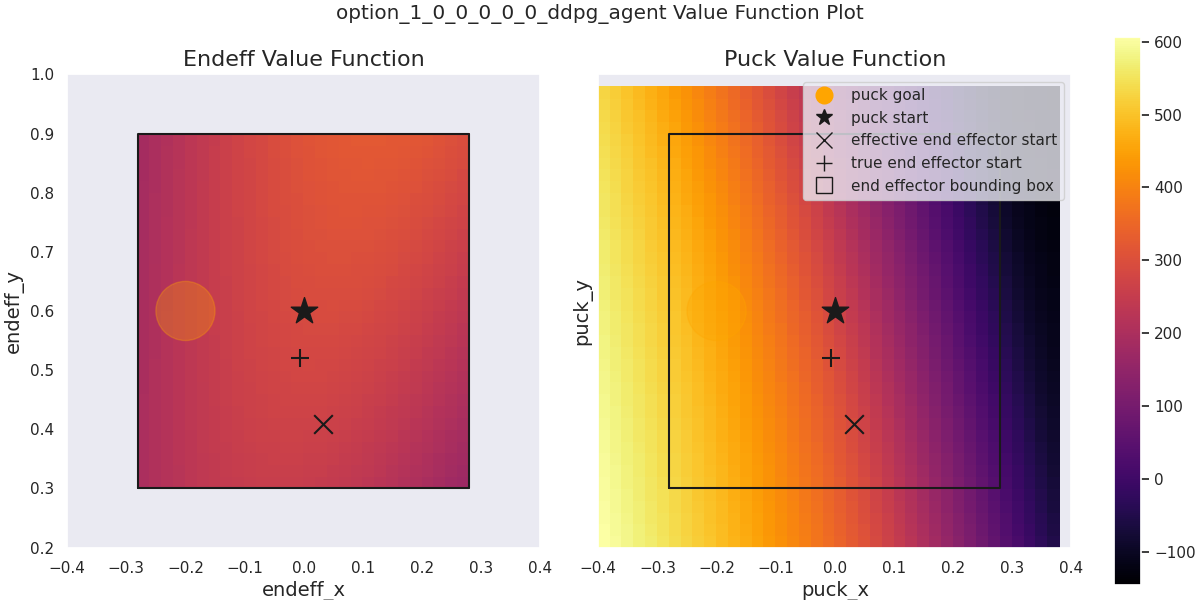 option_1_0_0_0_0_0_ddpg_agent Value Function Plot
Endeff Value Function
1.0
0.9
0.8
0.7
0.6
0.5
0.4
0.3
0.2
endeff_y
−0.4 −0.3 −0.2 −0.1 0.0 0.1 0.2 0.3 0.4
endeff_x
Puck Value Function
puck goal
puck start
effective end effector start
true end effector start
end effector bounding box
puck_y
−0.4 −0.3 −0.2 −0.1 0.0 0.1 0.2 0.3 0.4
puck_x
600
500
400
300
200
100
0
−100